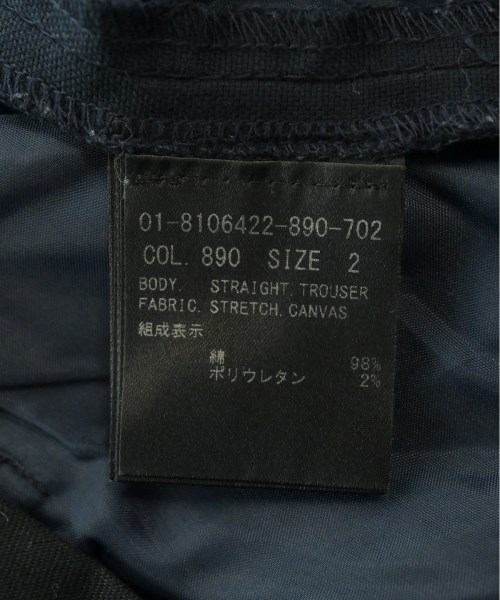 01-8106422-890-702
COL. 890 SIZE 2
BODY. STRAIGHT.TROUSER
FABRIC. STRETCH.CANVAS
組成表示
綿 98%
ポリウレタン 2%